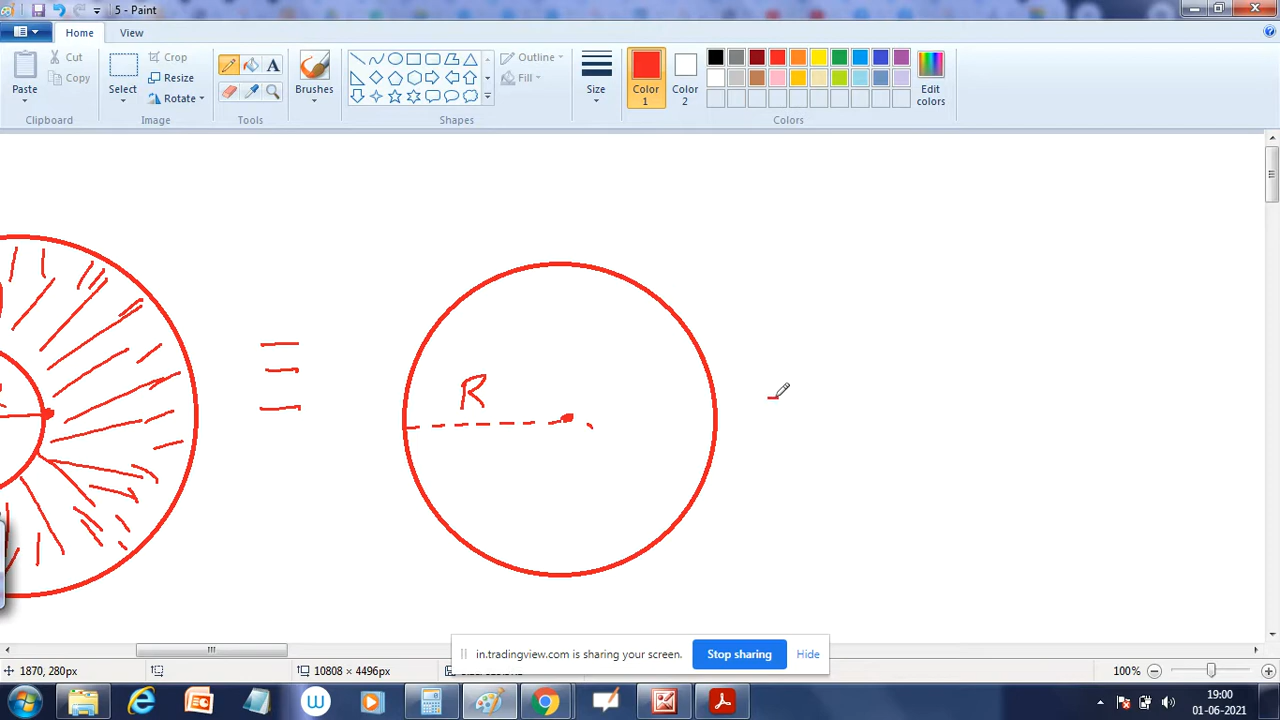 5 - Paint
Home
View
Paste
Cut
Copy
Clipboard
Select
Crop
Resize
Rotate
Image
A
Tools
Brushes
Outline
Fill
Shapes
Size
Color
1
Color
2
Edit
colors
Colors
R
in.tradingview.com is sharing your screen.
Stop sharing
Hide
1870, 280px
10808 × 4496px
100%
W
19:00
01-06-2021